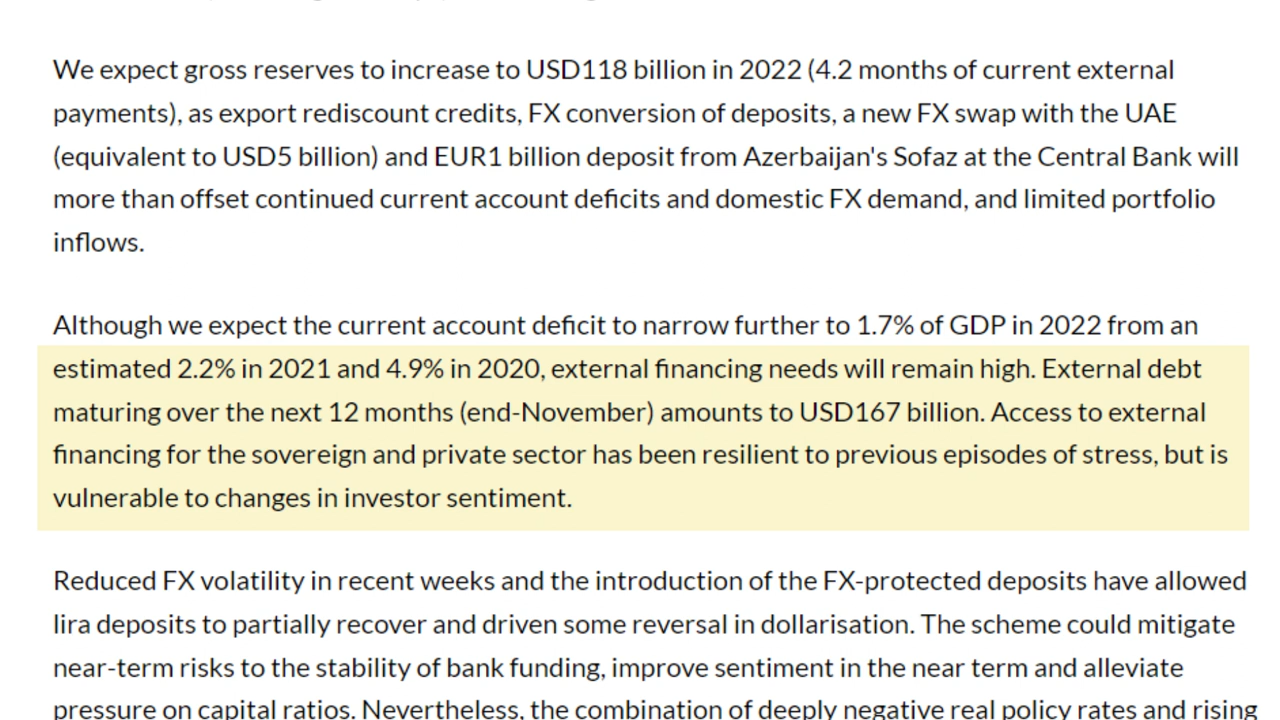 We expect gross reserves to increase to USD118 billion in 2022 (4.2 months of current external
payments), as export rediscount credits, FX conversion of deposits, a new FX swap with the UAE
(equivalent to USD5 billion) and EUR1 billion deposit from Azerbaijan's Sofaz at the Central Bank will
more than offset continued current account deficits and domestic FX demand, and limited portfolio
inflows.
Although we expect the current account deficit to narrow further to 1.7% of GDP in 2022 from an
estimated 2.2% in 2021 and 4.9% in 2020, external financing needs will remain high. External debt
maturing over the next 12 months (end-November) amounts to USD167 billion. Access to external
financing for the sovereign and private sector has been resilient to previous episodes of stress, but is
vulnerable to changes in investor sentiment.
Reduced FX volatility in recent weeks and the introduction of the FX-protected deposits have allowed
lira deposits to partially recover and driven some reversal in dollarisation. The scheme could mitigate
near-term risks to the stability of bank funding, improve sentiment in the near term and alleviate
pressure on capital ratios. Nevertheless, the combination of deeply negative real policy rates and rising